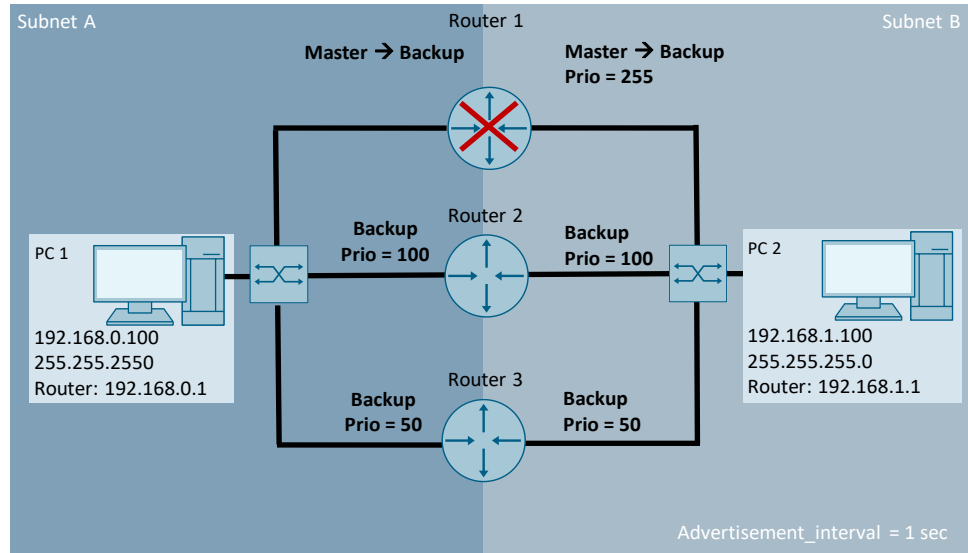 Subnet A
Router 1
Subnet B
Master → Backup
Master → Backup
Prio = 255
Router 2
Backup
Prio = 100
Backup
Prio = 100
PC 1
192.168.0.100
255.255.2550
Router: 192.168.0.1
PC 2
192.168.1.100
255.255.255.0
Router: 192.168.1.1
Router 3
Backup
Prio = 50
Backup
Prio = 50
Advertisement_interval = 1 sec